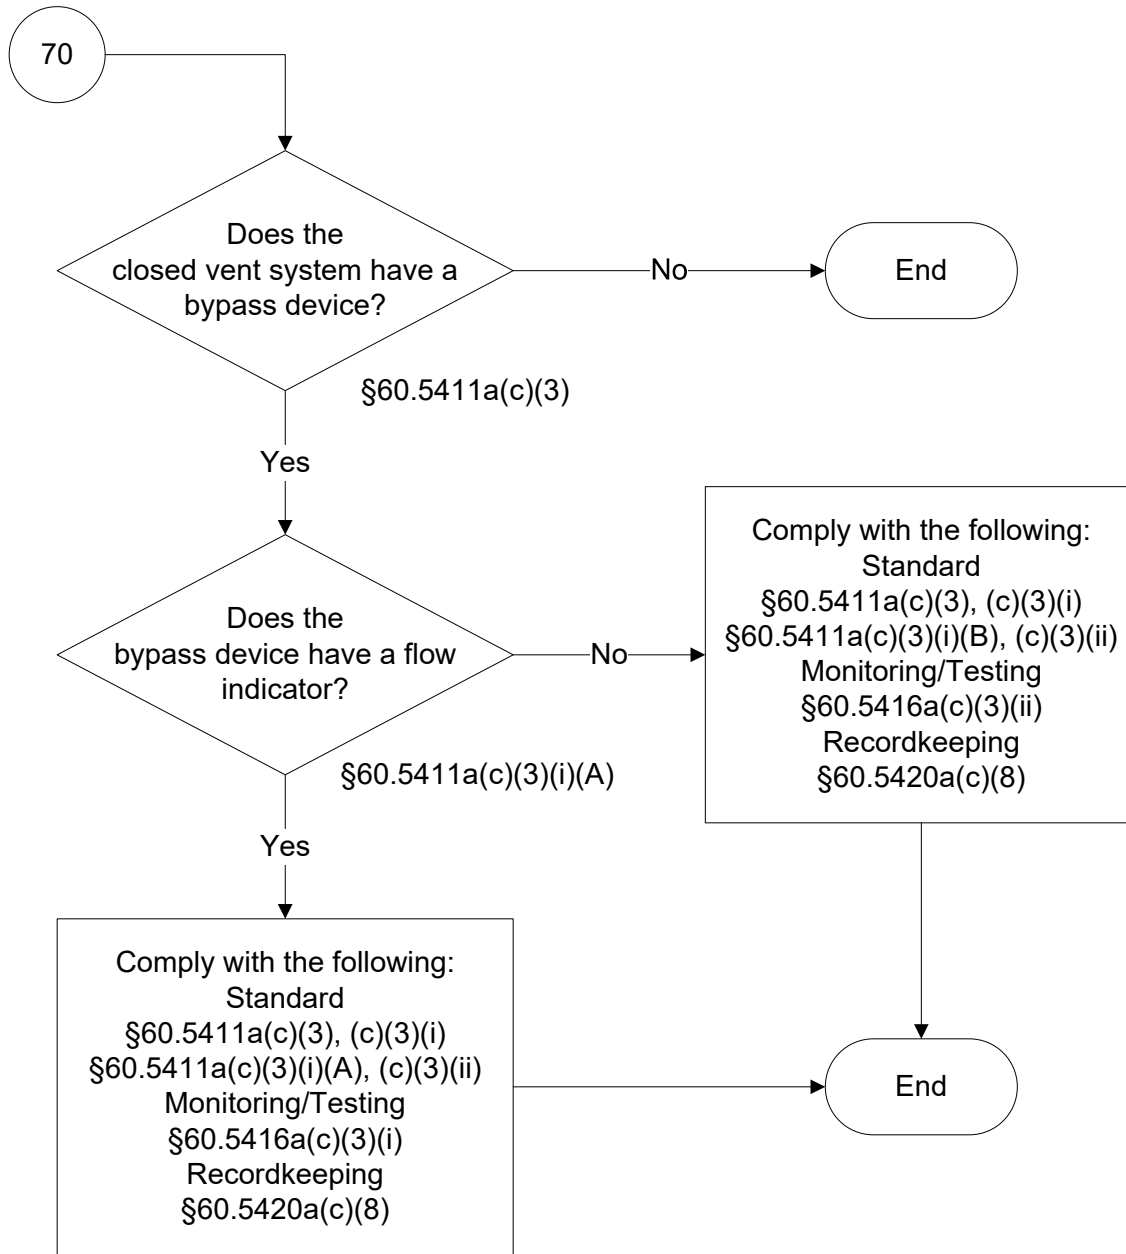 70
Does the
closed vent system have a
bypass device?
No
End
§60.5411a(c)(3)
Yes
Does the
bypass device have a flow
indicator?
No
Comply with the following:
Standard
§60.5411a(c)(3), (c)(3)(i)
§60.5411a(c)(3)(i)(B), (c)(3)(ii)
Monitoring/Testing
§60.5416a(c)(3)(ii)
Recordkeeping
§60.5420a(c)(8)
§60.5411a(c)(3)(i)(A)
Yes
Comply with the following:
Standard
§60.5411a(c)(3), (c)(3)(i)
§60.5411a(c)(3)(i)(A), (c)(3)(ii)
Monitoring/Testing
§60.5416a(c)(3)(i)
Recordkeeping
§60.5420a(c)(8)
End